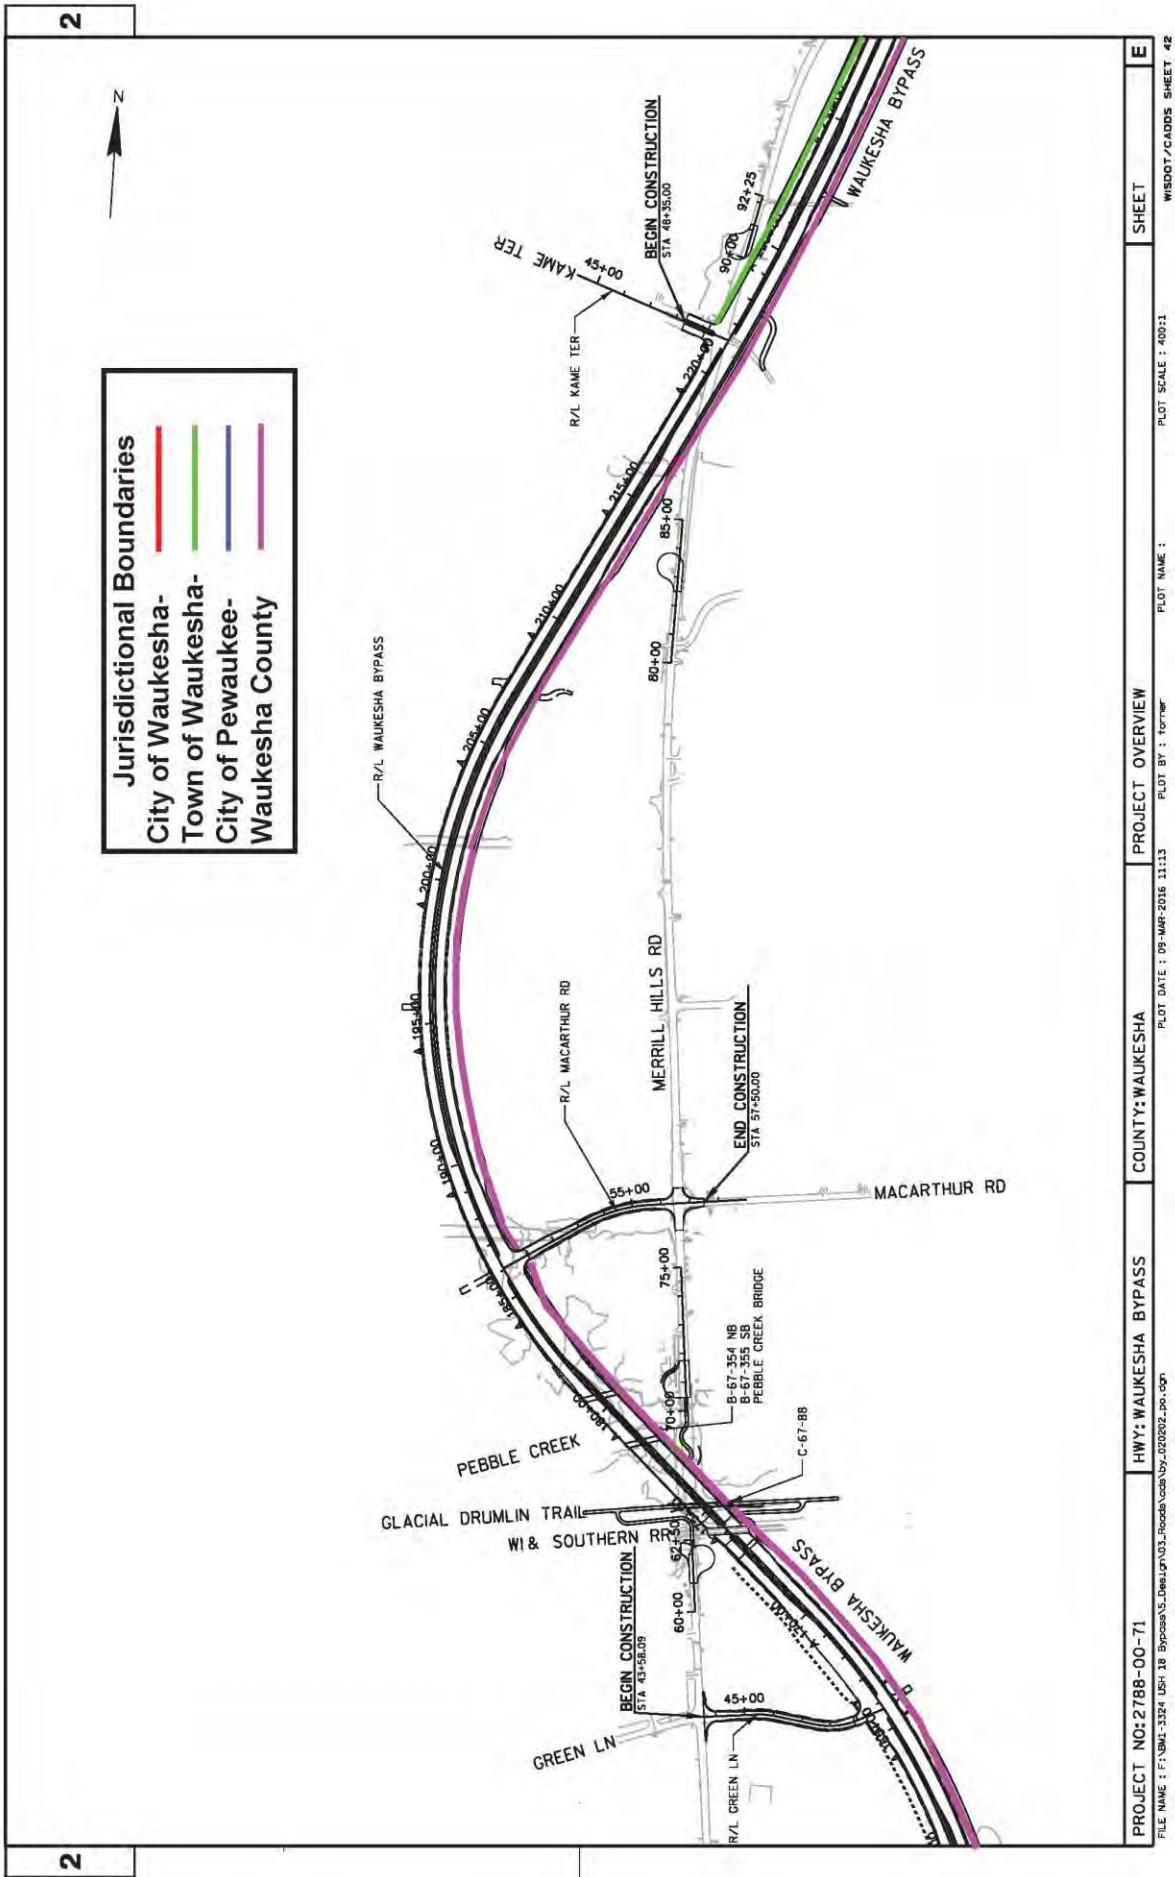 2
2
N
Jurisdictional Boundaries
City of Waukesha-
Town of Waukesha-
City of Pewaukee-
Waukesha County
R/L WAUKESHA BYPASS
KAME TER
R/L KAME TER
45+00
BEGIN CONSTRUCTION
STA 48+35.00
90+00
92+25
WAUKESHA BYPASS
220+00
215+00
210+00
205+00
200+00
195+00
190+00
185+00
180+00
85+00
80+00
MERRILL HILLS RD
R/L MACARTHUR RD
END CONSTRUCTION
STA 57+50.00
55+00
MACARTHUR RD
75+00
70+00
B-67-354 NB
B-67-355 SB
PEBBLE CREEK BRIDGE
PEBBLE CREEK
C-67-88
GLACIAL DRUMLIN TRAIL
WI & SOUTHERN RR
62+50
60+00
170+00
WAUKESHA BYPASS
BEGIN CONSTRUCTION
STA 43+58.09
GREEN LN
45+00
R/L GREEN LN
PROJECT NO: 2788-00-71
HWY: WAUKESHA BYPASS
COUNTY: WAUKESHA
PROJECT OVERVIEW
SHEET
E
PLOT DATE : 09-MAR-2016 11:13
PLOT BY : torner
PLOT NAME :
PLOT SCALE : 400:1
WISDOT/CADDS SHEET 42